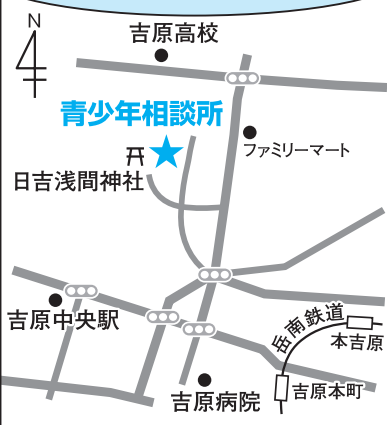 N
吉原高校
青少年相談所
ファミリーマート
日吉浅間神社
岳南鉄道
本吉原
吉原中央駅
吉原本町
吉原病院